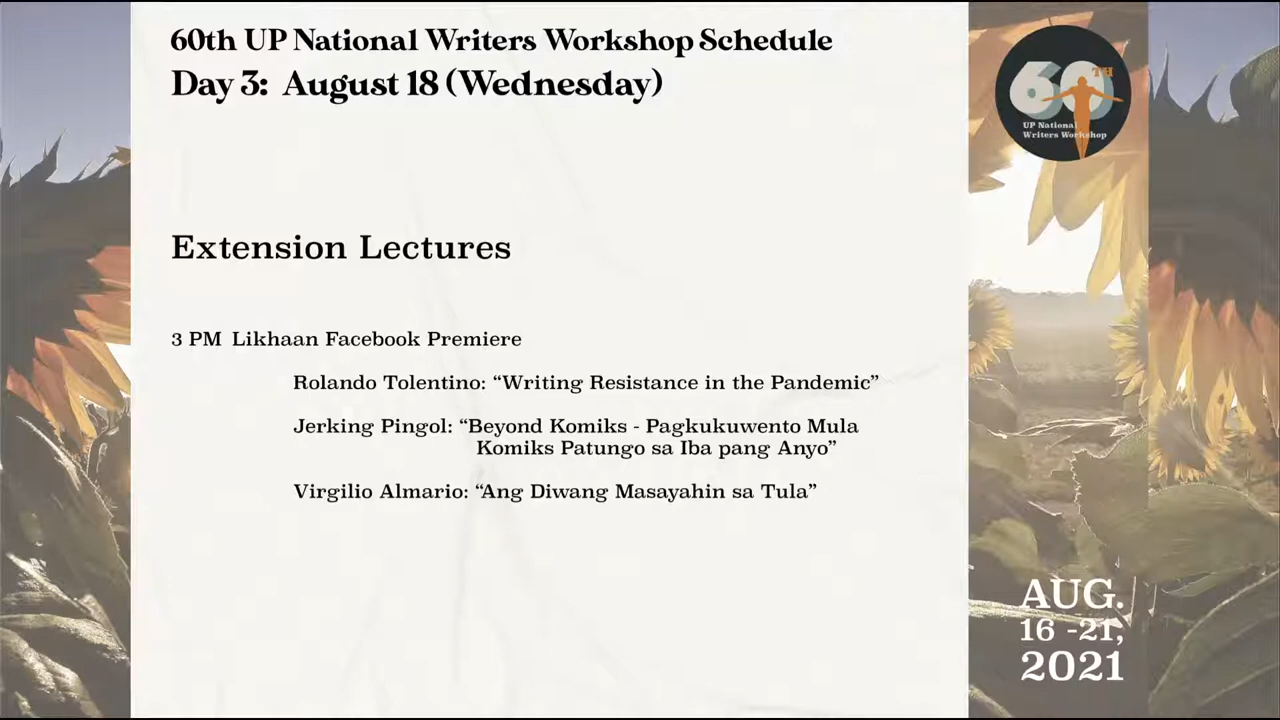 60th UP National Writers Workshop Schedule
Day 3: August 18 (Wednesday)
60TH
UP National
Writers Workshop
Extension Lectures
3 PM Likhaan Facebook Premiere
Rolando Tolentino: “Writing Resistance in the Pandemic”
Jerking Pingol: “Beyond Komiks - Pagkukuwento Mula
Komiks Patungo sa Iba pang Anyo”
Virgilio Almario: “Ang Diwang Masayahin sa Tula”
AUG.
16 -21,
2021